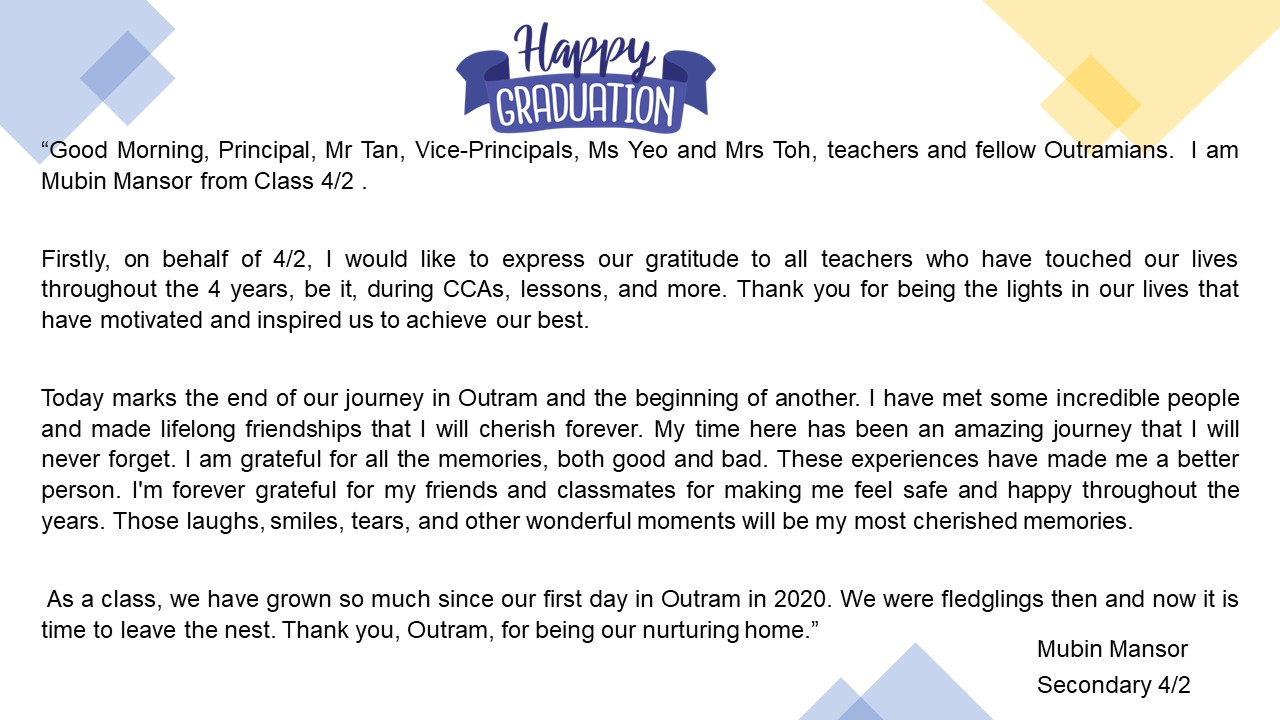 Happy
GRADUATION
“Good Morning, Principal, Mr Tan, Vice-Principals, Ms Yeo and Mrs Toh, teachers and fellow Outramians. I am
Mubin Mansor from Class 4/2 .
Firstly, on behalf of 4/2, I would like to express our gratitude to all teachers who have touched our lives
throughout the 4 years, be it, during CCAs, lessons, and more. Thank you for being the lights in our lives that
have motivated and inspired us to achieve our best.
Today marks the end of our journey in Outram and the beginning of another. I have met some incredible people
and made lifelong friendships that I will cherish forever. My time here has been an amazing journey that I will
never forget. I am grateful for all the memories, both good and bad. These experiences have made me a better
person. I'm forever grateful for my friends and classmates for making me feel safe and happy throughout the
years. Those laughs, smiles, tears, and other wonderful moments will be my most cherished memories.
As a class, we have grown so much since our first day in Outram in 2020. We were fledglings then and now it is
time to leave the nest. Thank you, Outram, for being our nurturing home.”
Mubin Mansor
Secondary 4/2